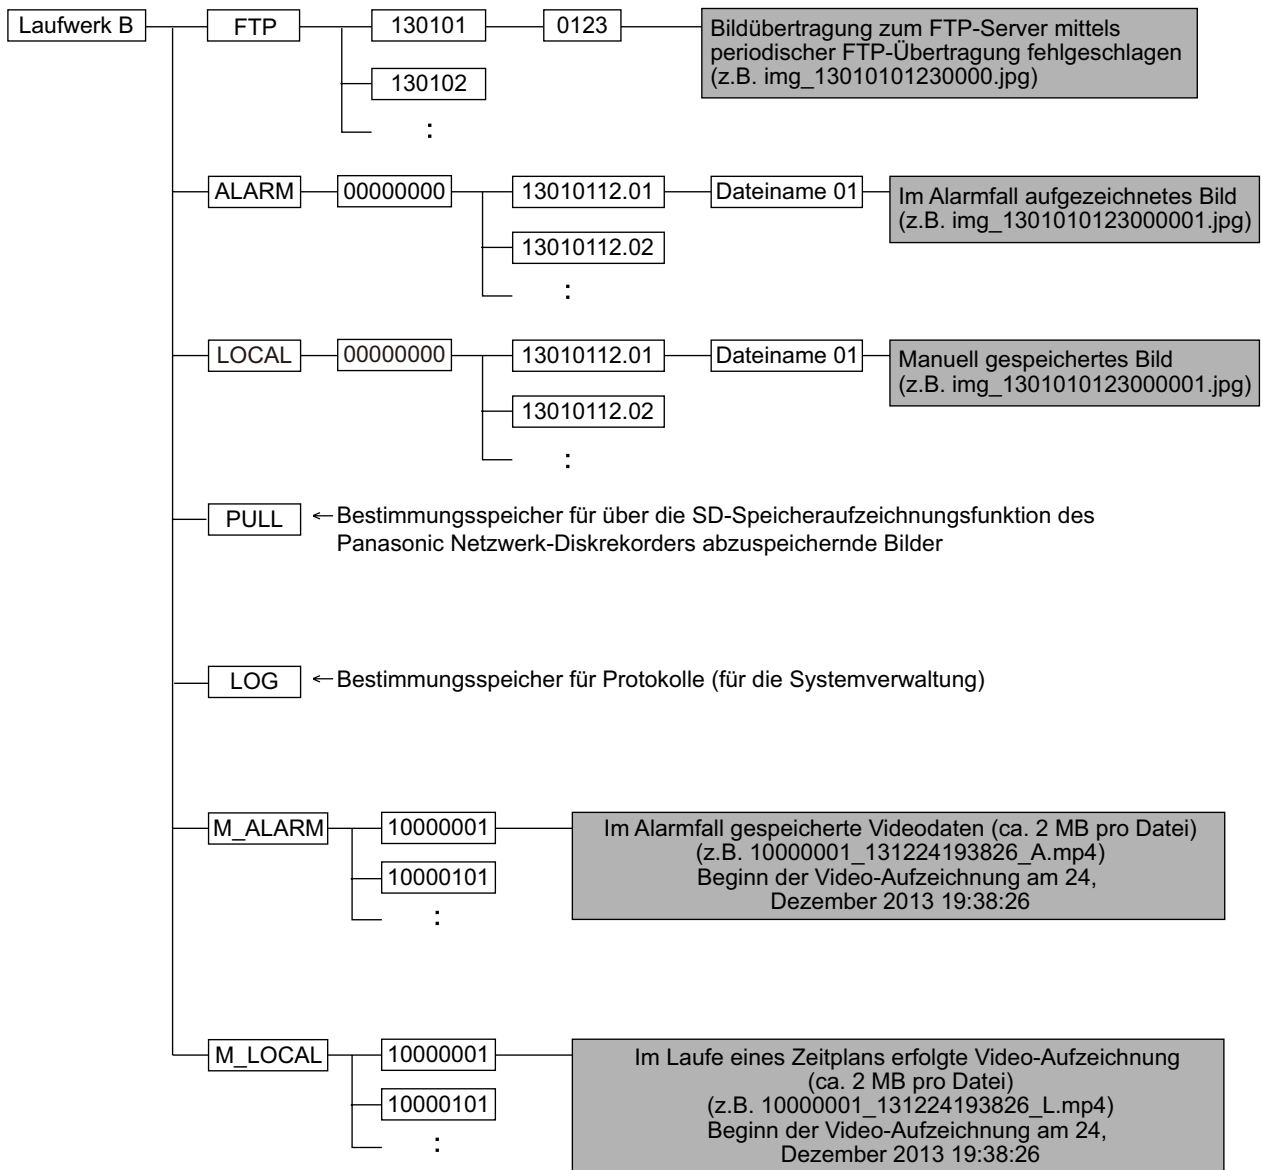 Laufwerk B
FTP
130101
0123
Bildübertragung zum FTP-Server mittels
periodischer FTP-Übertragung fehlgeschlagen
(z.B. img_13010101230000.jpg)
130102
:
ALARM
00000000
13010112.01
Dateiname 01
Im Alarmfall aufgezeichnetes Bild
(z.B. img_1301010123000001.jpg)
13010112.02
:
LOCAL
00000000
13010112.01
Dateiname 01
Manuell gespeichertes Bild
(z.B. img_1301010123000001.jpg)
13010112.02
:
PULL
←Bestimmungsspeicher für über die SD-Speicheraufzeichnungsfunktion des
Panasonic Netzwerk-Diskrekorders abzuspeichernde Bilder
LOG
←Bestimmungsspeicher für Protokolle (für die Systemverwaltung)
M_ALARM
10000001
Im Alarmfall gespeicherte Videodaten (ca. 2 MB pro Datei)
(z.B. 10000001_131224193826_A.mp4)
Beginn der Video-Aufzeichnung am 24,
Dezember 2013 19:38:26
10000101
:
M_LOCAL
10000001
Im Laufe eines Zeitplans erfolgte Video-Aufzeichnung
(ca. 2 MB pro Datei)
(z.B. 10000001_131224193826_L.mp4)
Beginn der Video-Aufzeichnung am 24,
Dezember 2013 19:38:26
10000101
: